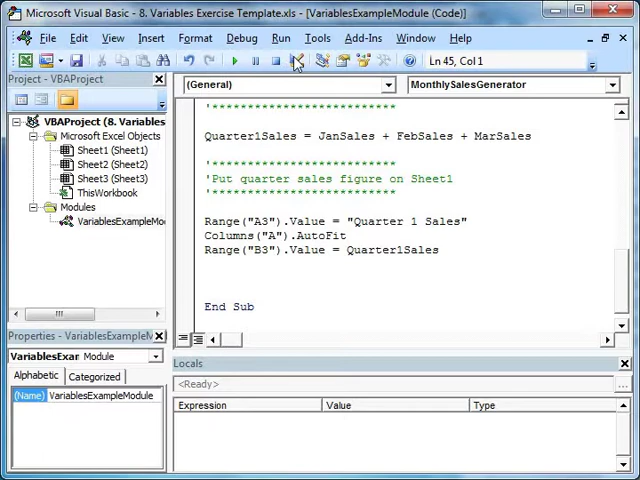 Microsoft Visual Basic - 8. Variables Exercise Template.xls - [VariablesExampleModule (Code)]
File Edit View Insert Format Debug Run Tools Add-Ins Window Help
Ln 45, Col 1
Project - VBAProject
(General) MonthlySalesGenerator
VBAProject (8. Variables
Microsoft Excel Objects
Sheet1 (Sheet1)
Sheet2 (Sheet2)
Sheet3 (Sheet3)
ThisWorkbook
Modules
VariablesExampleMo
'**************************
Quarter1Sales = JanSales + FebSales + MarSales
'**************************
'Put quarter sales figure on Sheet1
'**************************
Range("A3").Value = "Quarter 1 Sales"
Columns("A").AutoFit
Range("B3").Value = Quarter1Sales
End Sub
Properties - VariablesExampleM
VariablesExar Module
Alphabetic Categorized
(Name) VariablesExampleModule
Locals
<Ready>
...
Expression Value Type